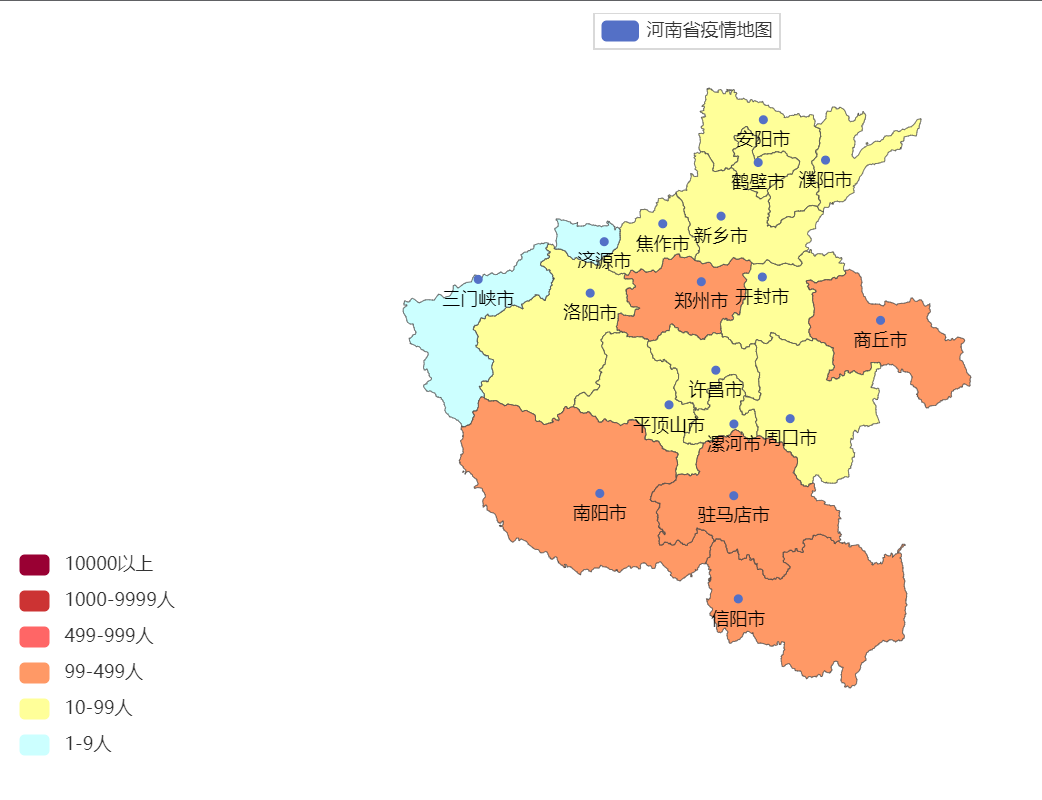 河南省疫情地图
安阳市
鹤壁市
濮阳市
新乡市
焦作市
济源市
三门峡市
洛阳市
郑州市
开封市
商丘市
许昌市
平顶山市
漯河市
周口市
南阳市
驻马店市
信阳市
10000以上
1000-9999人
499-999人
99-499人
10-99人
1-9人